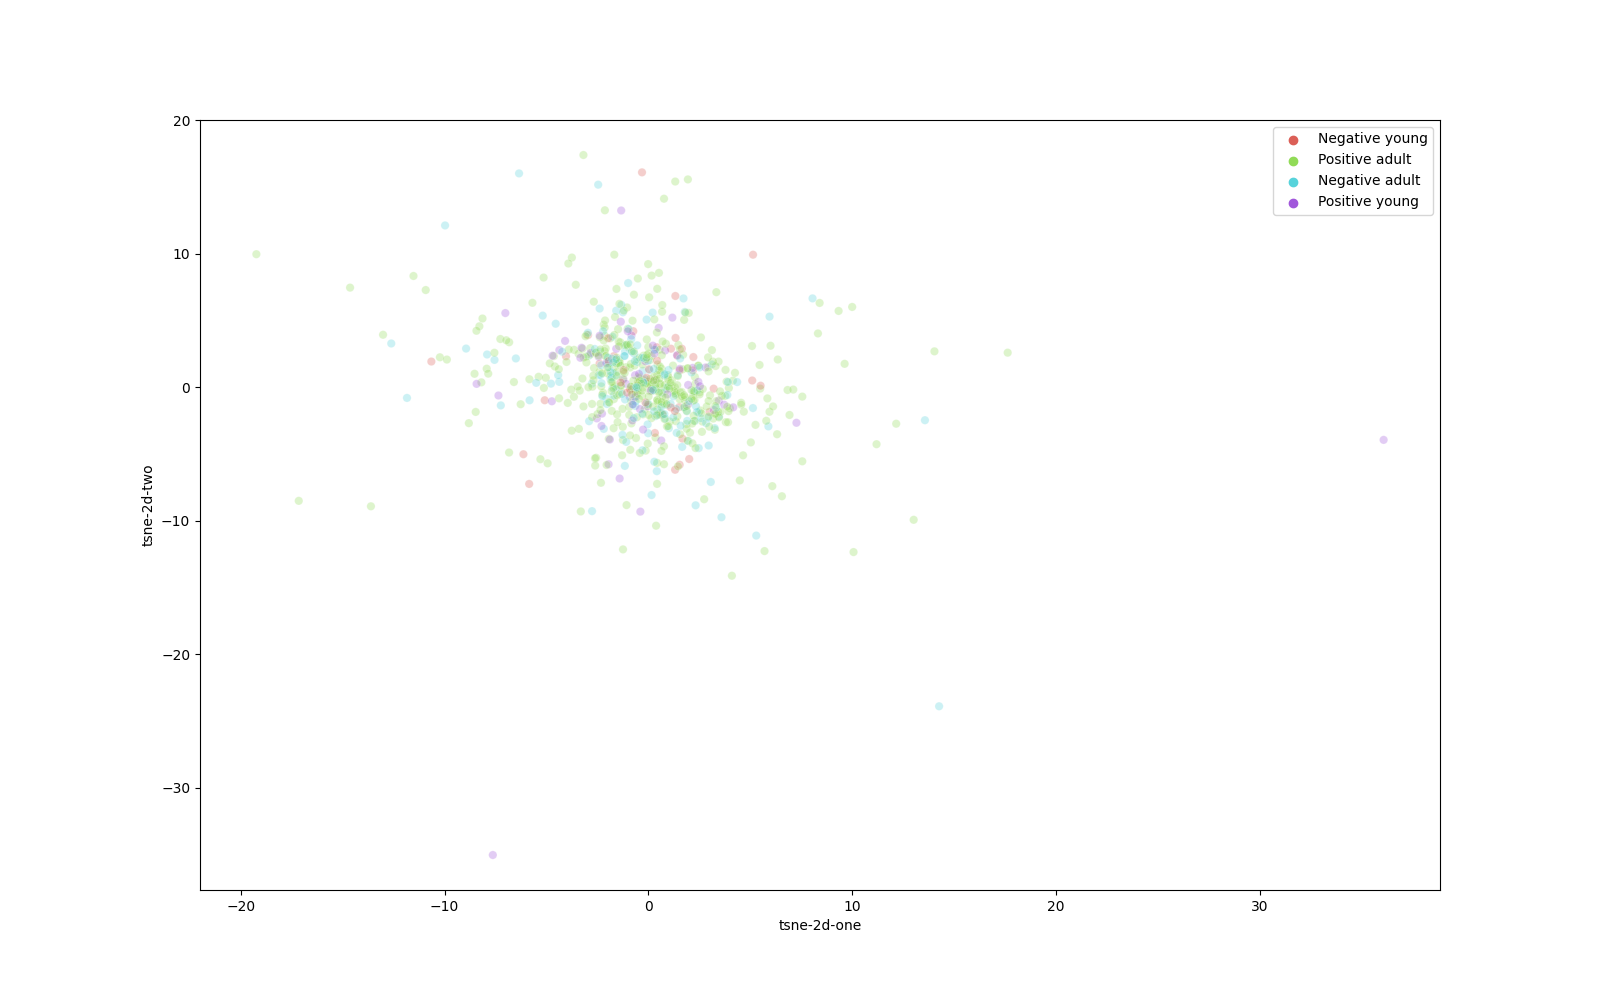 20
10
0
−10
−20
−30
tsne-2d-two
−20
−10
0
10
20
30
tsne-2d-one
Negative young
Positive adult
Negative adult
Positive young